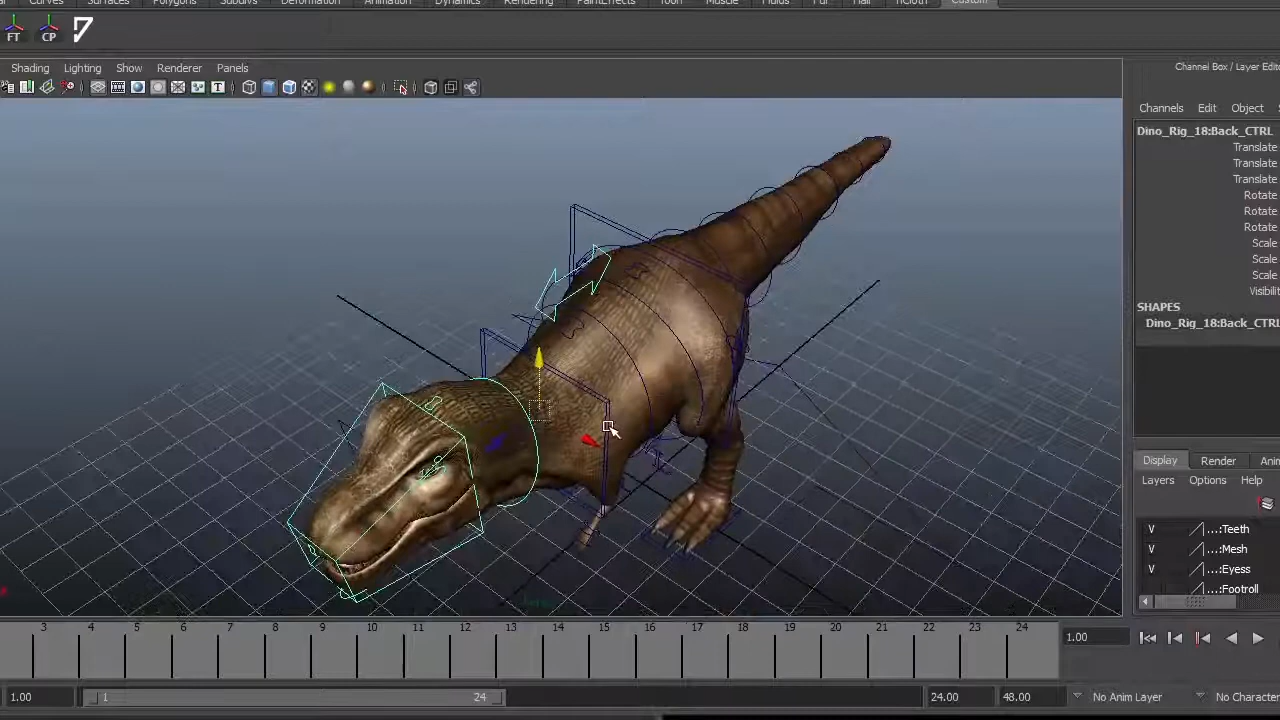 Curves Surfaces Polygons Subdivs Deformation Animation Dynamics Rendering PaintEffects Toon Muscle Fluids Fur Hair nCloth Custom
FT CP
Shading Lighting Show Renderer Panels
Channel Box / Layer Edito
Channels Edit Object
Dino_Rig_18:Back_CTRL
Translate
Translate
Translate
Rotate
Rotate
Rotate
Scale
Scale
Scale
Visibilit
SHAPES
Dino_Rig_18:Back_CTRL
Display Render Anim
Layers Options Help
V ...:Teeth
V ...:Mesh
V ...:Eyess
...:Footroll
3 4 5 6 7 8 9 10 11 12 13 14 15 16 17 18 19 20 21 22 23 24
1.00
1.00 1 24 24.00 48.00 No Anim Layer No Character